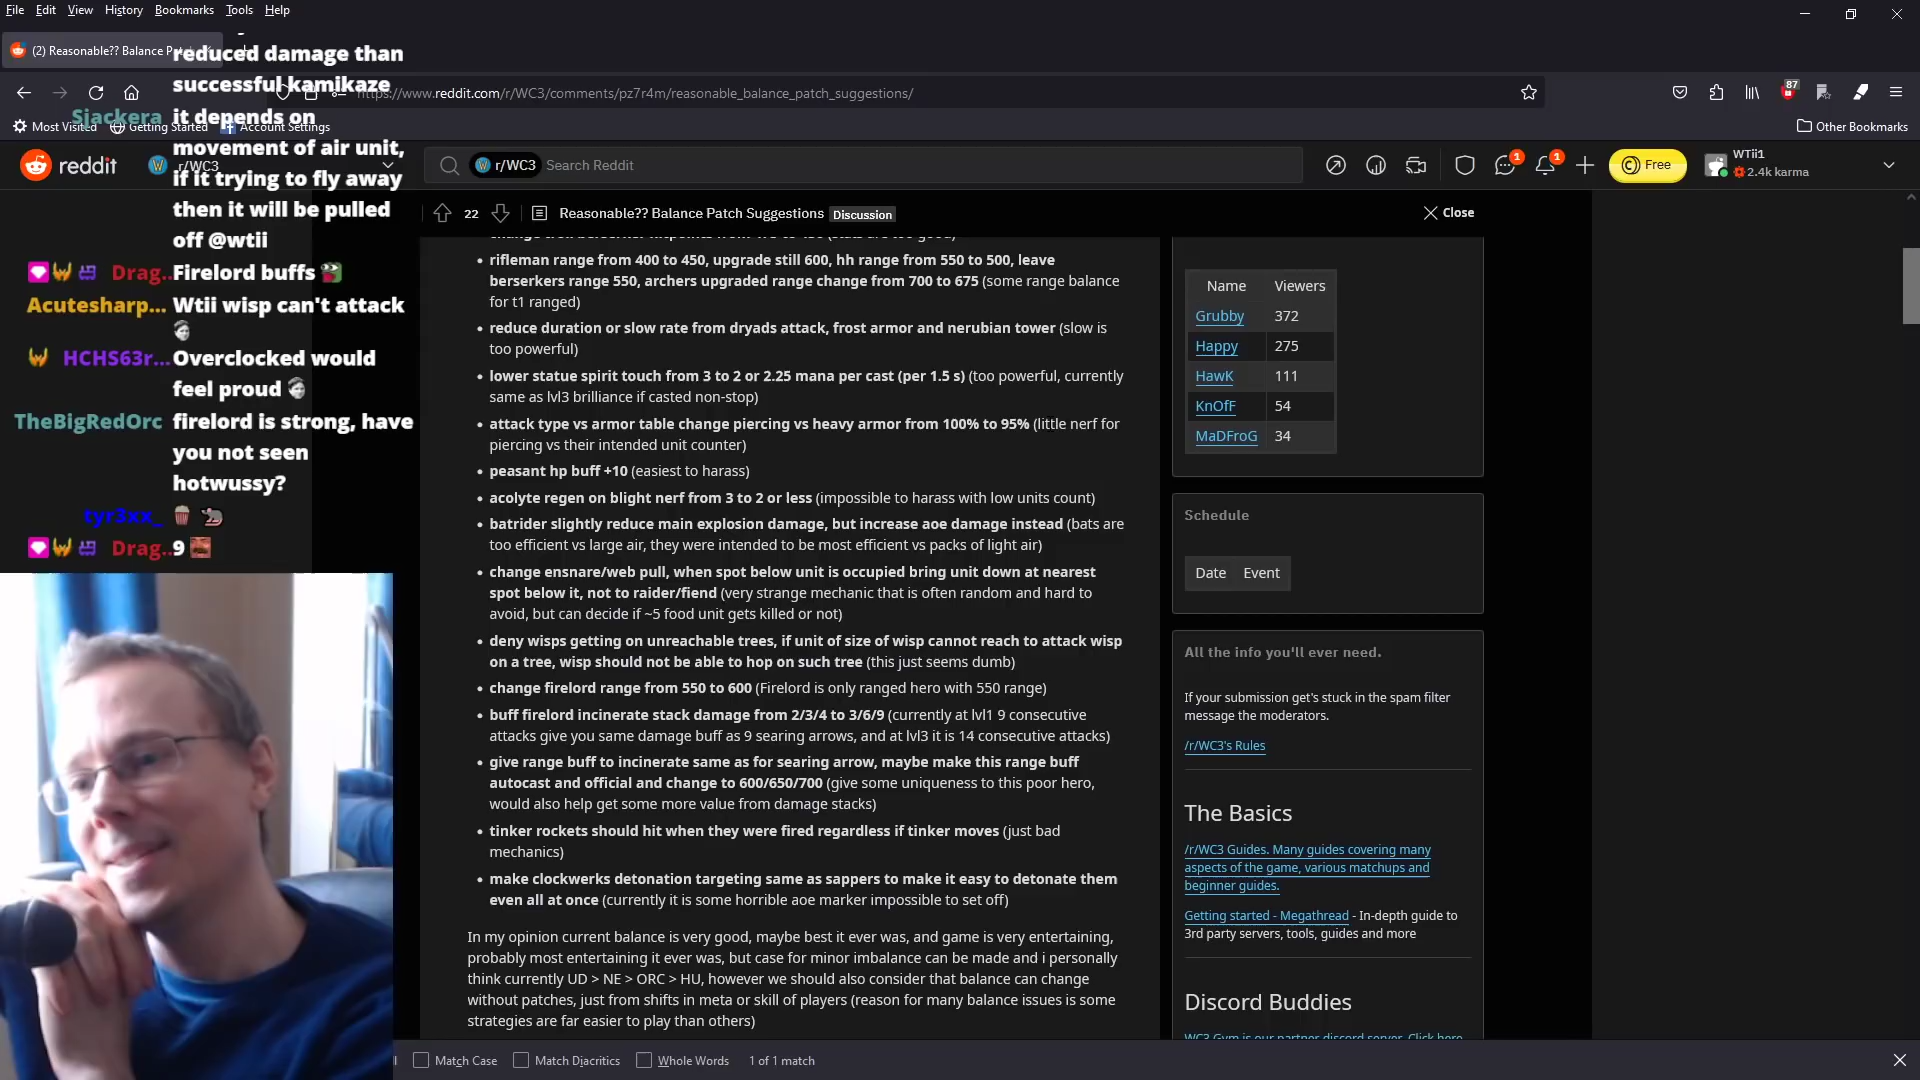 File Edit View History Bookmarks Tools Help
(2) Reasonable?? Balance P
https://www.reddit.com/r/WC3/comments/pz7r4m/reasonable_balance_patch_suggestions/
87
Most Visited Getting Started Account Settings
Other Bookmarks
reddit r/WC3
r/WC3 Search Reddit
1
1
Free
WTii1
2.4k karma
reduced damage than
successful kamikaze
Sjackera it depends on
movement of air unit,
if it trying to fly away
then it will be pulled
off @wtii
Drag... Firelord buffs
Acutesharp... Wtii wisp can't attack
HCHS63r... Overclocked would
feel proud
TheBigRedOrc firelord is strong, have
you not seen
hotwussy?
tyr3xx_
Drag... 9
22 Reasonable?? Balance Patch Suggestions Discussion
Close
• rifleman range from 400 to 450, upgrade still 600, hh range from 550 to 500, leave
berserkers range 550, archers upgraded range change from 700 to 675 (some range balance
for t1 ranged)
• reduce duration or slow rate from dryads attack, frost armor and nerubian tower (slow is
too powerful)
• lower statue spirit touch from 3 to 2 or 2.25 mana per cast (per 1.5 s) (too powerful, currently
same as lvl3 brilliance if casted non-stop)
• attack type vs armor table change piercing vs heavy armor from 100% to 95% (little nerf for
piercing vs their intended unit counter)
• peasant hp buff +10 (easiest to harass)
• acolyte regen on blight nerf from 3 to 2 or less (impossible to harass with low units count)
• batrider slightly reduce main explosion damage, but increase aoe damage instead (bats are
too efficient vs large air, they were intended to be most efficient vs packs of light air)
• change ensnare/web pull, when spot below unit is occupied bring unit down at nearest
spot below it, not to raider/fiend (very strange mechanic that is often random and hard to
avoid, but can decide if ~5 food unit gets killed or not)
• deny wisps getting on unreachable trees, if unit of size of wisp cannot reach to attack wisp
on a tree, wisp should not be able to hop on such tree (this just seems dumb)
• change firelord range from 550 to 600 (Firelord is only ranged hero with 550 range)
• buff firelord incinerate stack damage from 2/3/4 to 3/6/9 (currently at lvl1 9 consecutive
attacks give you same damage buff as 9 searing arrows, and at lvl3 it is 14 consecutive attacks)
• give range buff to incinerate same as for searing arrow, maybe make this range buff
autocast and official and change to 600/650/700 (give some uniqueness to this poor hero,
would also help get some more value from damage stacks)
• tinker rockets should hit when they were fired regardless if tinker moves (just bad
mechanics)
• make clockwerks detonation targeting same as sappers to make it easy to detonate them
even all at once (currently it is some horrible aoe marker impossible to set off)
In my opinion current balance is very good, maybe best it ever was, and game is very entertaining,
probably most entertaining it ever was, but case for minor imbalance can be made and i personally
think currently UD > NE > ORC > HU, however we should also consider that balance can change
without patches, just from shifts in meta or skill of players (reason for many balance issues is some
strategies are far easier to play than others)
Name Viewers
Grubby 372
Happy 275
HawK 111
KnOfF 54
MaDFroG 34
Schedule
Date Event
All the info you'll ever need.
If your submission get's stuck in the spam filter
message the moderators.
/r/WC3's Rules
The Basics
/r/WC3 Guides. Many guides covering many
aspects of the game, various matchups and
beginner guides.
Getting started - Megathread - In-depth guide to
3rd party servers, tools, guides and more
Discord Buddies
WC3 Gym is our partner discord server. Click here
Match Case Match Diacritics Whole Words 1 of 1 match